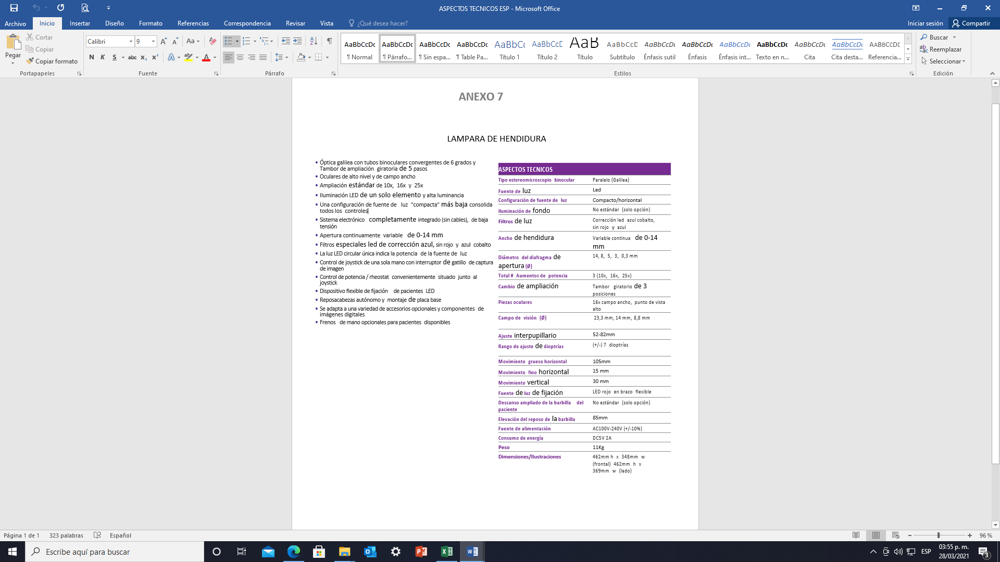 ASPECTOS TECNICOS ESP - Microsoft Office
Archivo Inicio Insertar Diseño Formato Referencias Correspondencia Revisar Vista ¿Qué desea hacer? Iniciar sesión Compartir
Pegar
Cortar
Copiar
Copiar formato
Portapapeles
Calibri 9
N K S abc x₂ x²
Fuente
Párrafo
AaBbCcDc AaBbCcDc AaBbCcDc AaBbCcDc AaBbCc AaBbCcC AaB AaBbCcD AaBbCcDc AaBbCcDc AaBbCcDc AaBbCcDc AaBbCcDc AaBbCcDc AABBCCDE
¶ Normal ¶ Párrafo... ¶ Sin espa... ¶ Table Pa... Título 1 Título 2 Título Subtítulo Énfasis sutil Énfasis Énfasis int... Texto en n... Cita Cita desta... Referencia...
Estilos
Buscar
Reemplazar
Seleccionar
Edición
ANEXO 7
LAMPARA DE HENDIDURA
• Óptica galilea con tubos binoculares convergentes de 6 grados y
Tambor de ampliación giratoria de 5 pasos
• Oculares de alto nivel y de campo ancho
• Ampliación estándar de 10x, 16x y 25x
• Iluminación LED de un solo elemento y alta luminancia
• Una configuración de fuente de luz "compacta" más baja consolida
todos los controles
• Sistema electrónico completamente integrado (sin cables), de baja
tensión
• Apertura continuamente variable de 0-14 mm
• Filtros especiales led de corrección azul, sin rojo y azul cobalto
• La luz LED circular única indica la potencia de la fuente de luz
• Control de joystick de una sola mano con interruptor de gatillo de captura
de imagen
• Control de potencia / rheostat convenientemente situado junto al
joystick
• Dispositivo flexible de fijación de pacientes LED
• Reposacabezas autónomo y montaje de placa base
• Se adapta a una variedad de accesorios opcionales y componentes de
imágenes digitales
• Frenos de mano opcionales para pacientes disponibles
ASPECTOS TECNICOS
Tipo estereomicroscopio binocular Paralelo (Galilea)
Fuente de luz Led
Configuración de fuente de luz Compacto/horizontal
Iluminación de fondo No estándar (solo opción)
Filtros de luz Corrección led azul cobalto,
sin rojo y azul
Ancho de hendidura Variable continua de 0-14
mm
Diámetro del diafragma de 14, 8, 5, 3, 0,3 mm
apertura (Ø)
Total # Aumentos de potencia 3 (10x, 16x, 25x)
Cambio de ampliación Tambor giratorio de 3
posiciones
Piezas oculares 16x campo ancho, punto de vista
alto
Campo de visión (Ø) 23,3 mm, 14 mm, 8,8 mm
Ajuste interpupillario 52-82mm
Rango de ajuste de dioptrías (+/-) 7 dioptrías
Movimiento grueso horizontal 105mm
Movimiento fino horizontal 15 mm
Movimiento vertical 30 mm
Fuente de luz de fijación LED rojo en brazo flexible
Descanso ampliado de la barbilla del No estándar (solo opción)
paciente
Elevación del reposo de la barbilla 85mm
Fuente de alimentación AC100V-240V (+/-10%)
Consumo de energía DC5V 2A
Peso 11Kg
Dimensiones/Ilustraciones 462mm h x 348mm w
(frontal) 462mm h x
369mm w (lado)
Página 1 de 1 323 palabras Español 96 %
Escribe aquí para buscar
ESP
03:55 p. m.
28/03/2021
3